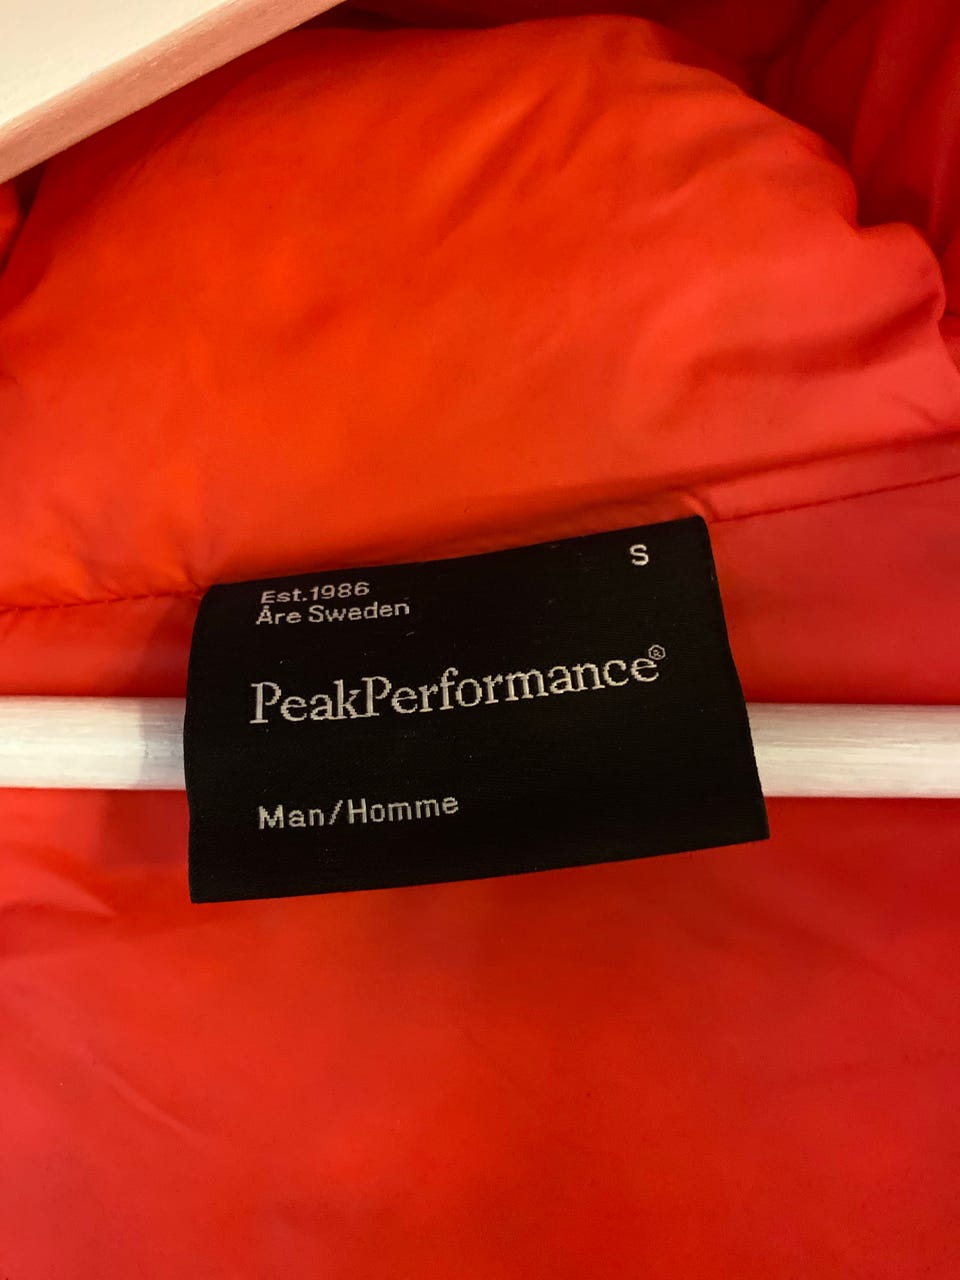 S
Est.1986
Åre Sweden
PeakPerformance®
Man/Homme